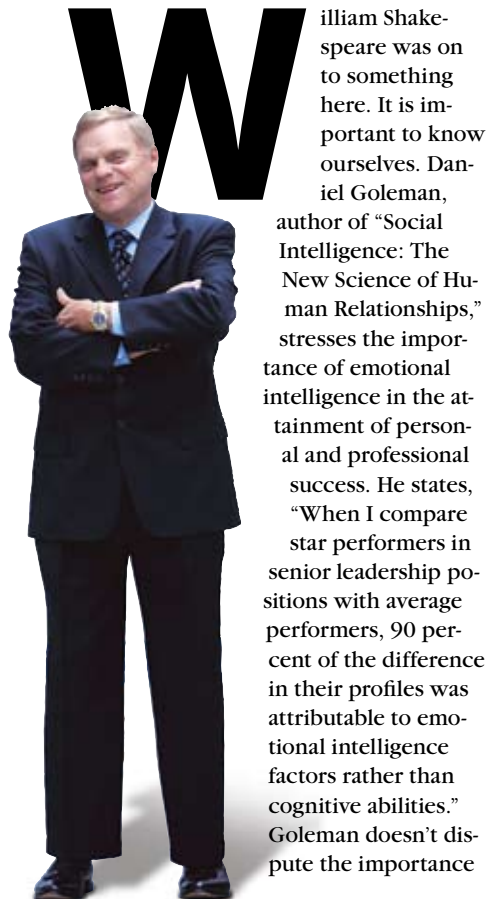 William Shake-
speare was on
to something
here. It is im-
portant to know
ourselves. Dan-
iel Goleman,
author of “Social
Intelligence: The
New Science of Hu-
man Relationships,”
stresses the impor-
tance of emotional
intelligence in the at-
tainment of person-
al and professional
success. He states,
“When I compare
star performers in
senior leadership po-
sitions with average
performers, 90 per-
cent of the difference
in their profiles was
attributable to emo-
tional intelligence
factors rather than
cognitive abilities.”
Goleman doesn’t dis-
pute the importance